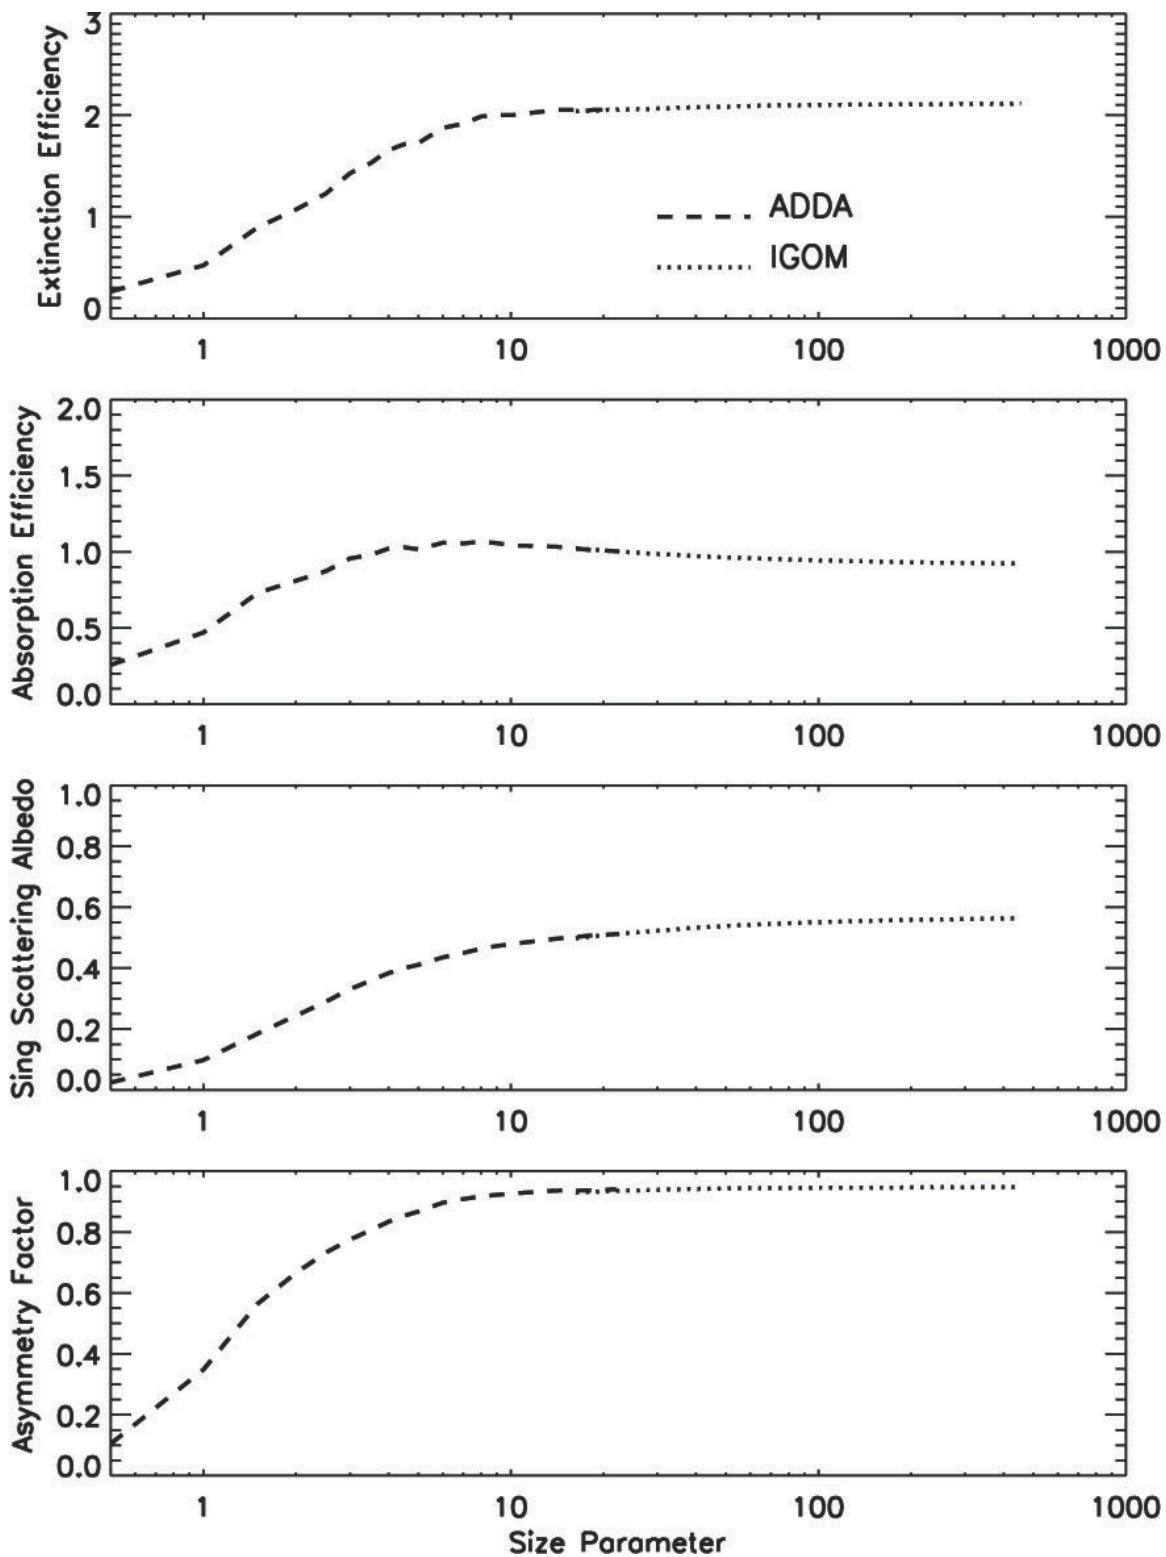 3
2
1
0
Extinction Efficiency
ADDA
IGOM
1 10 100 1000
2.0
1.5
1.0
0.5
0.0
Absorption Efficiency
1 10 100 1000
1.0
0.8
0.6
0.4
0.2
0.0
Sing Scattering Albedo
1 10 100 1000
1.0
0.8
0.6
0.4
0.2
0.0
Asymmetry Factor
1 10 100 1000
Size Parameter